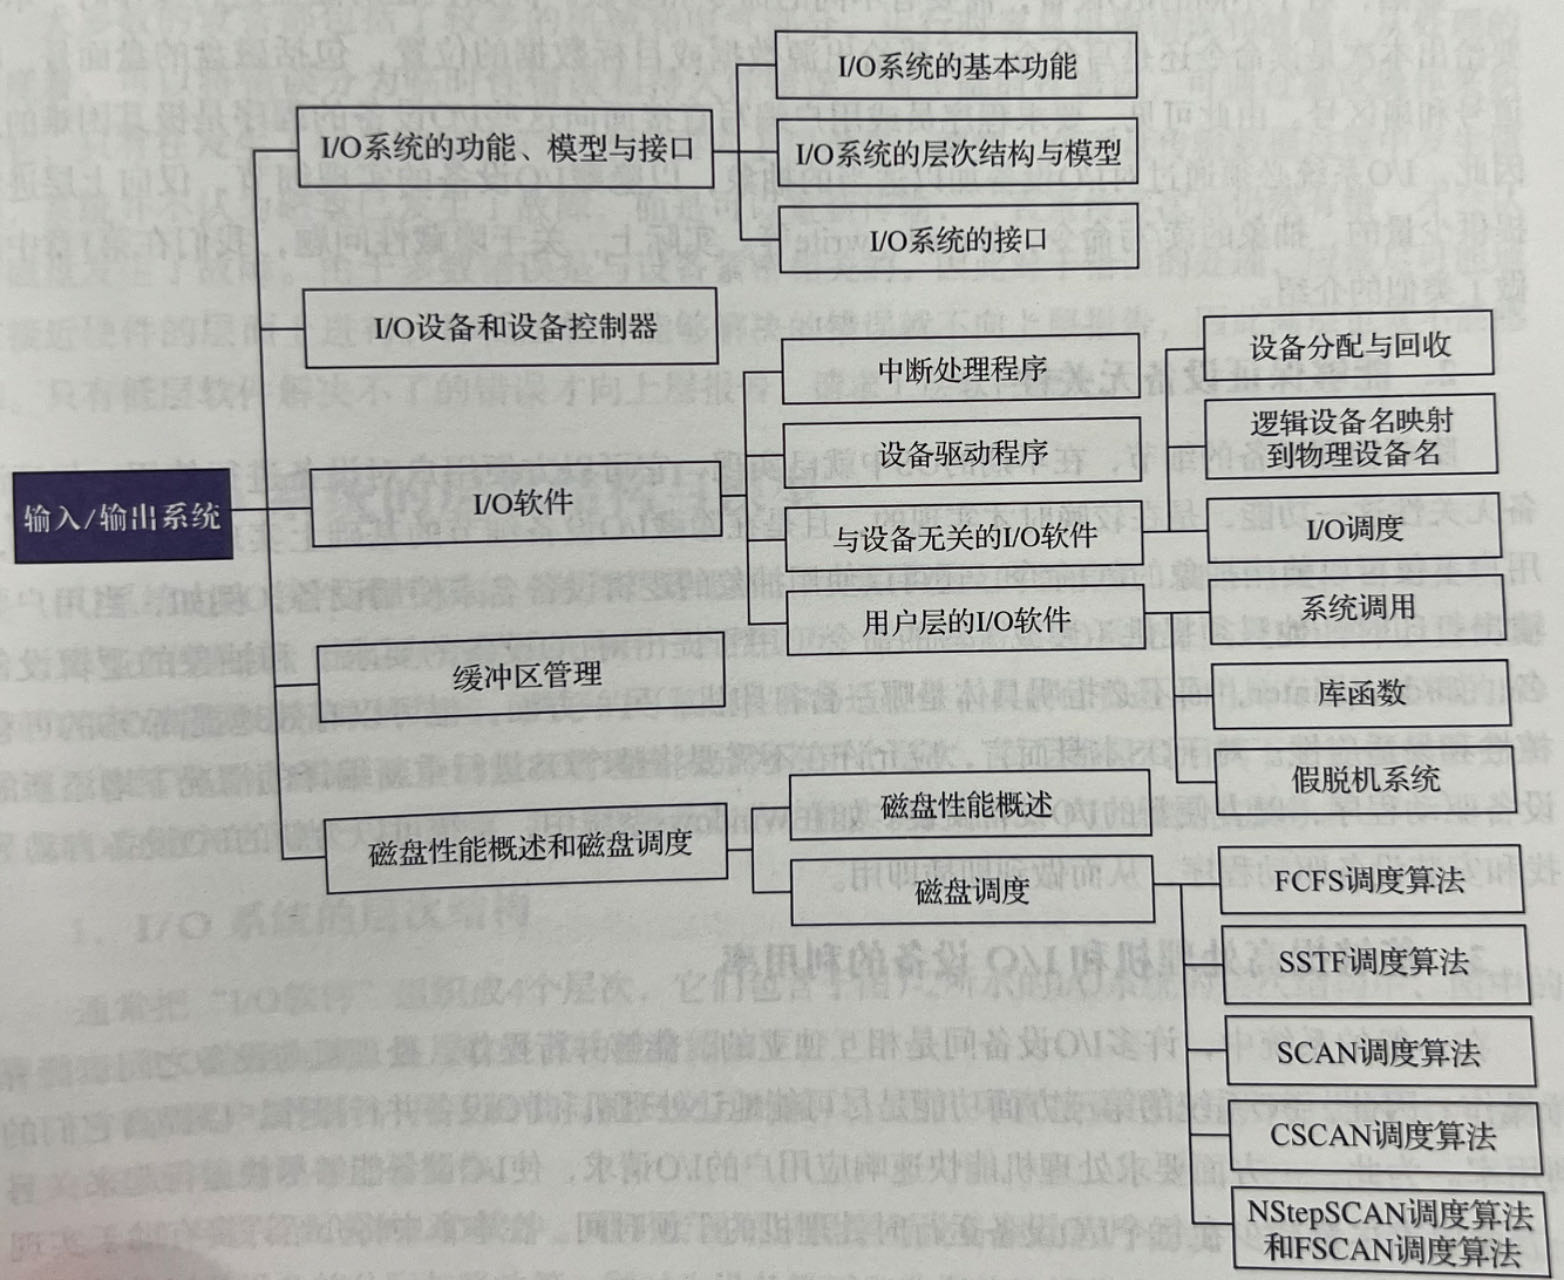 输入/输出系统
I/O系统的功能、模型与接口
I/O系统的基本功能
I/O系统的层次结构与模型
I/O系统的接口
I/O设备和设备控制器
I/O软件
中断处理程序
设备驱动程序
与设备无关的I/O软件
设备分配与回收
逻辑设备名映射
到物理设备名
I/O调度
用户层的I/O软件
系统调用
库函数
假脱机系统
缓冲区管理
磁盘性能概述和磁盘调度
磁盘性能概述
磁盘调度
FCFS调度算法
SSTF调度算法
SCAN调度算法
CSCAN调度算法
NStepSCAN调度算法
和FSCAN调度算法